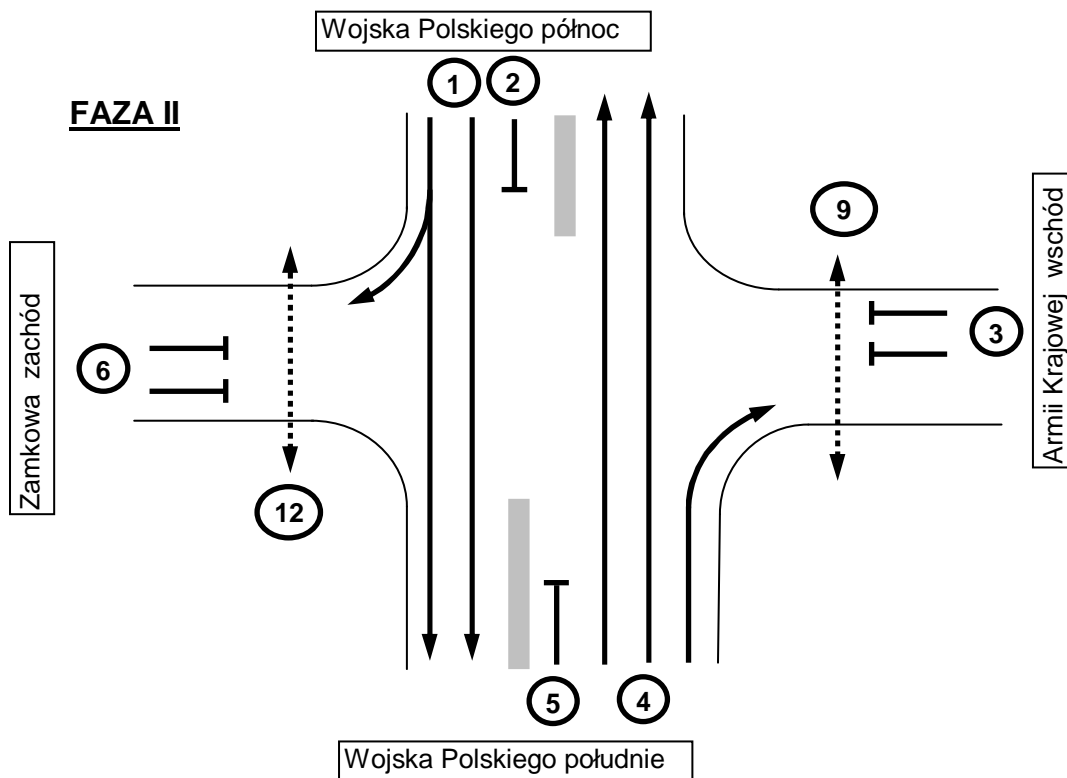 Wojska Polskiego północ
1
2
FAZA II
9
Armii Krajowej wschód
Zamkowa zachód
3
6
12
5
4
Wojska Polskiego południe